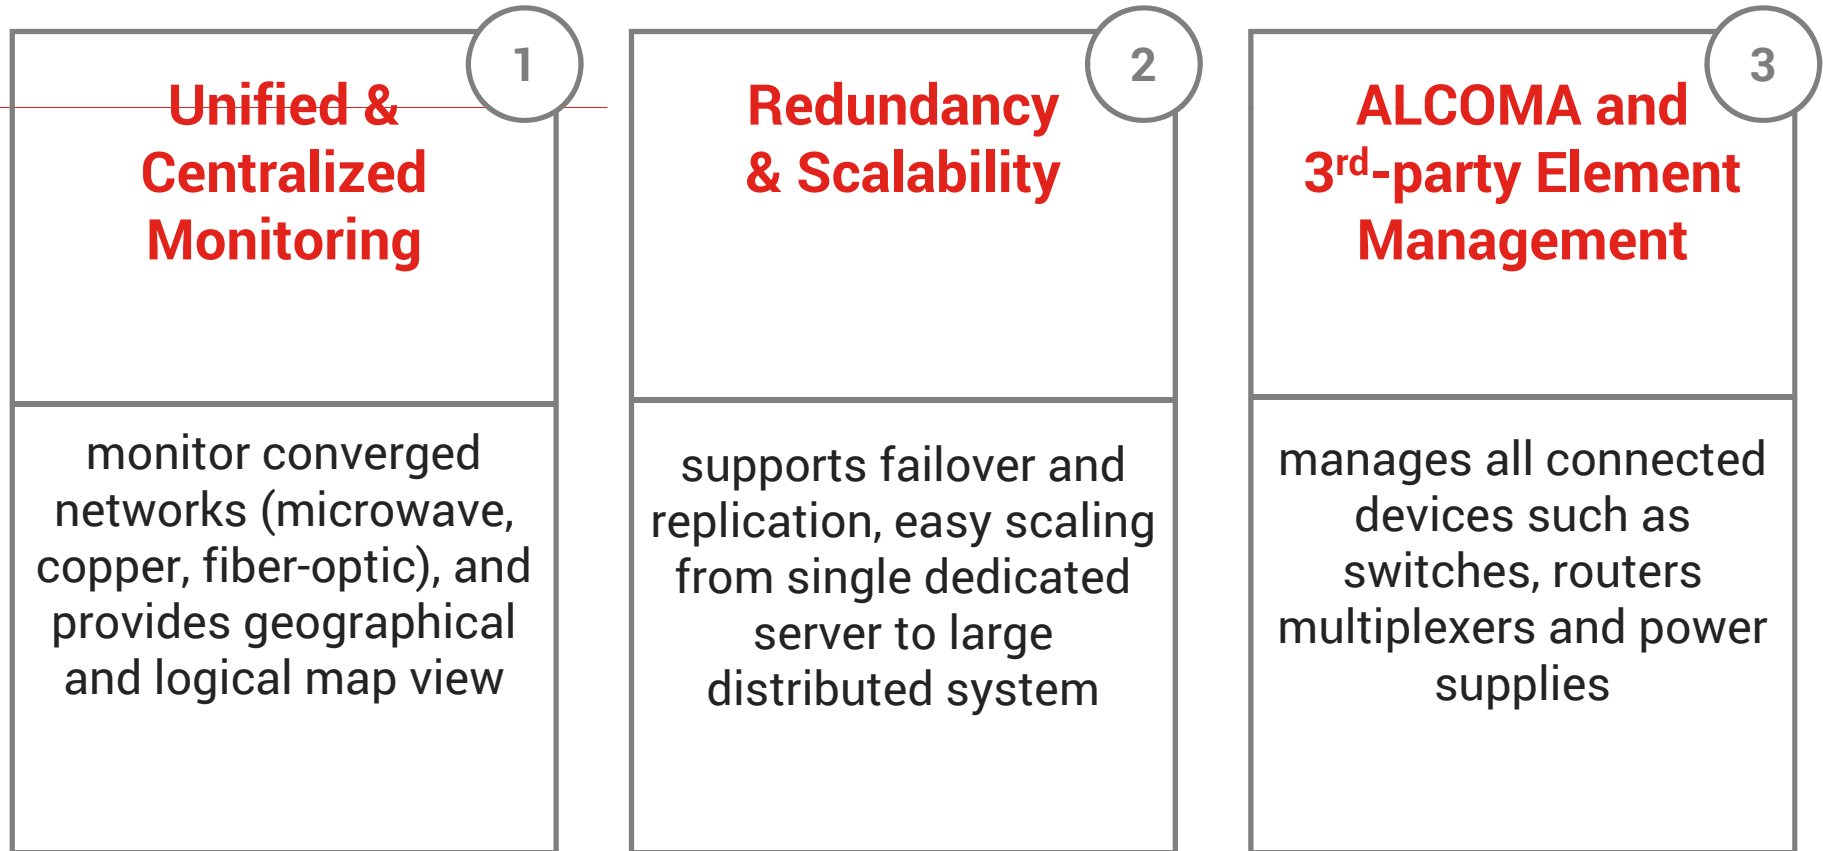 1
Unified &
Centralized
Monitoring
monitor converged
networks (microwave,
copper, fiber-optic), and
provides geographical
and logical map view
2
Redundancy
& Scalability
supports failover and
replication, easy scaling
from single dedicated
server to large
distributed system
3
ALCOMA and
3rd-party Element
Management
manages all connected
devices such as
switches, routers
multiplexers and power
supplies